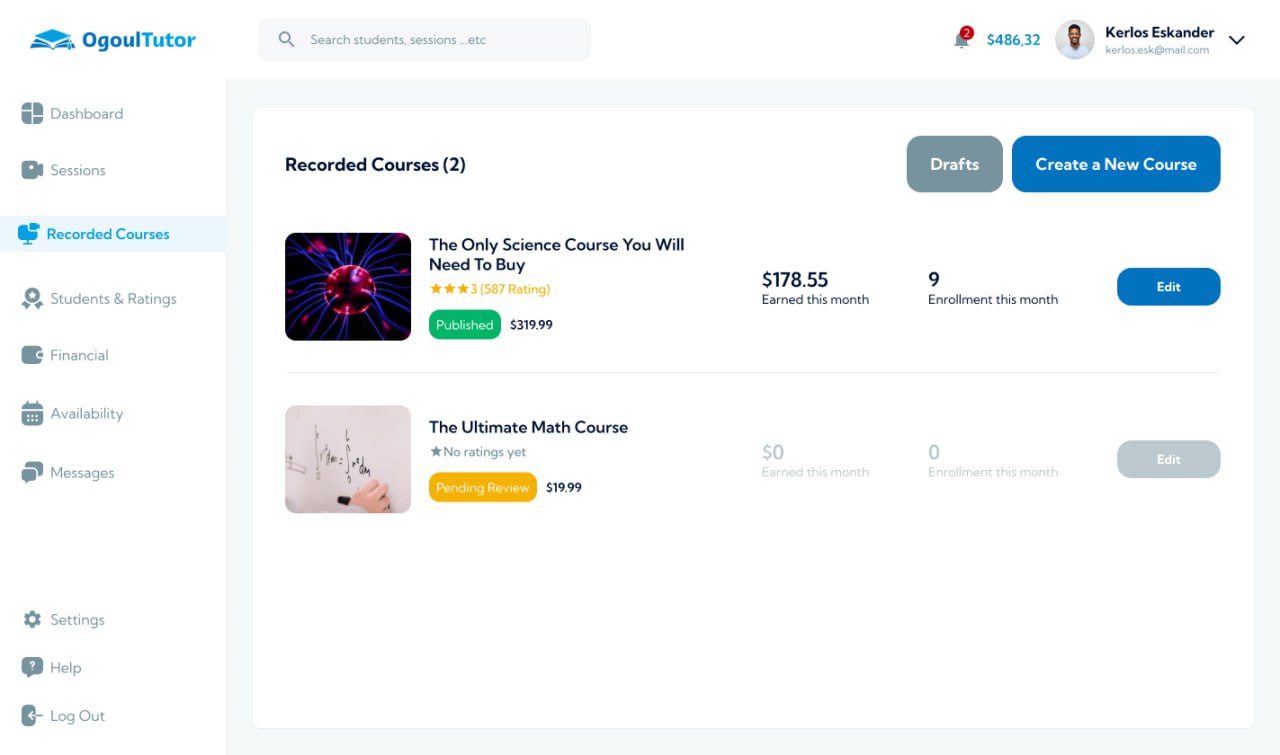 OgoulTutor
Search students, sessions ...etc
2
$486,32
Kerlos Eskander
kerlos.esk@mail.com
Dashboard
Sessions
Recorded Courses
Students & Ratings
Financial
Availability
Messages
Settings
?
Help
Log Out
Recorded Courses (2)
Drafts
Create a New Course
The Only Science Course You Will
Need To Buy
3 (587 Rating)
Published
$319.99
$178.55
Earned this month
9
Enrollment this month
Edit
The Ultimate Math Course
No ratings yet
Pending Review
$19.99
$0
Earned this month
0
Enrollment this month
Edit